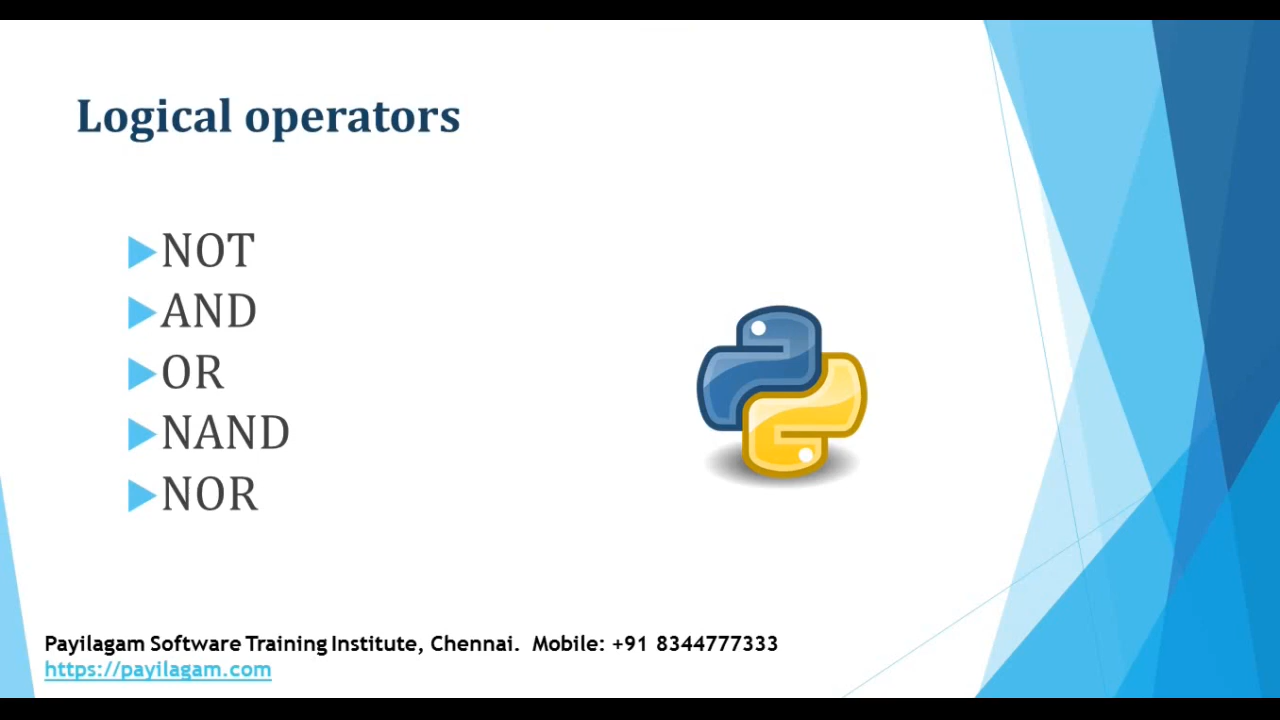 Logical operators
NOT
AND
OR
NAND
NOR
Payilagam Software Training Institute, Chennai. Mobile: +91 8344777333
https://payilagam.com